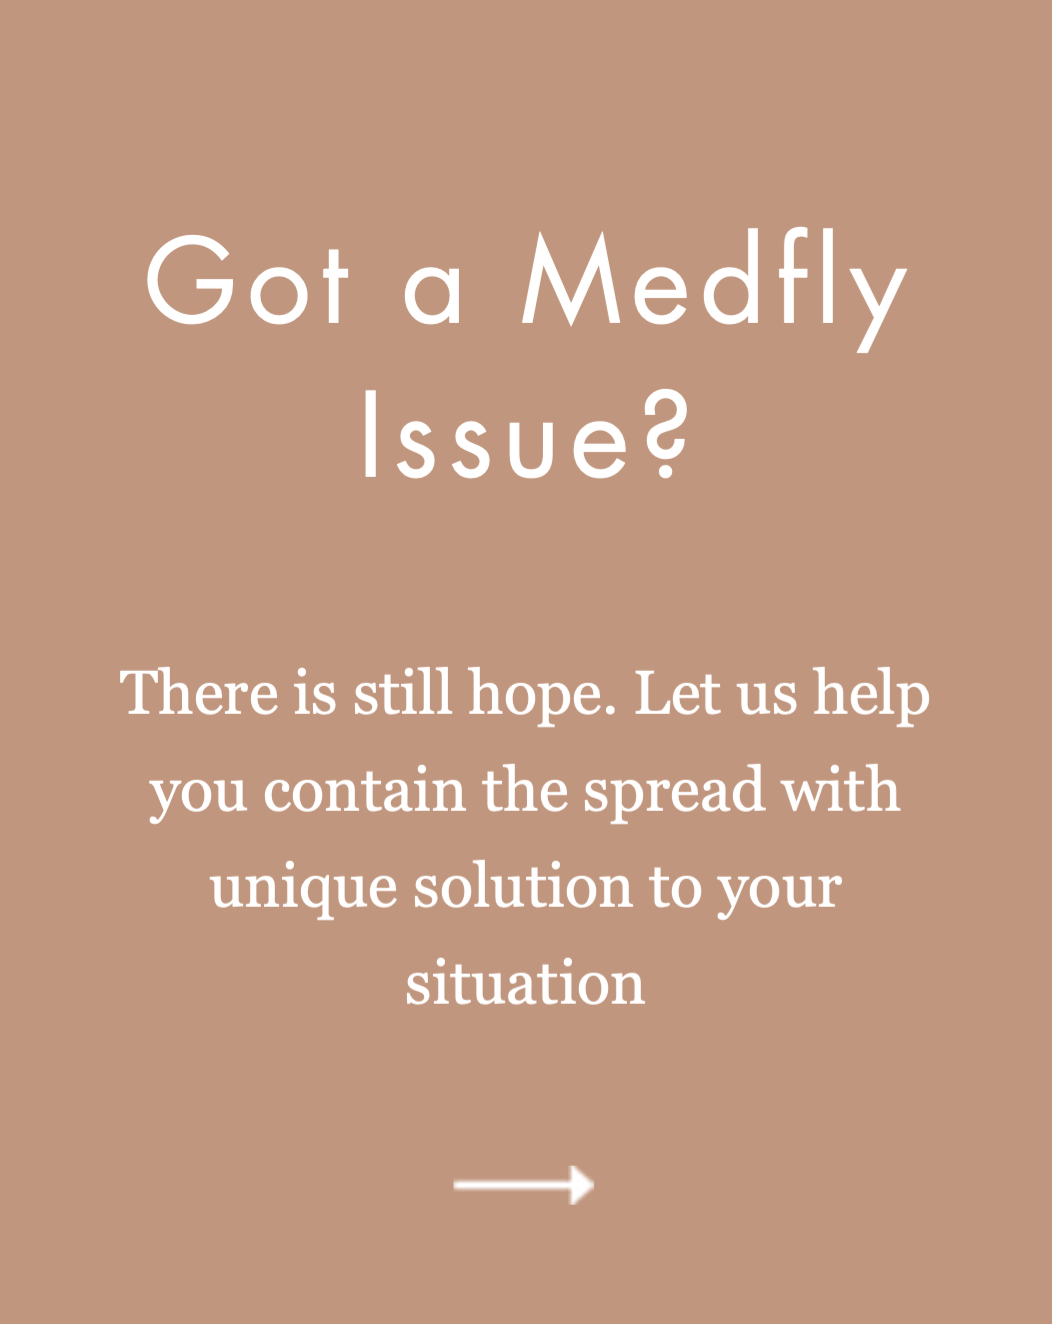 Got a Medfly
Issue?
There is still hope. Let us help
you contain the spread with
unique solution to your
situation